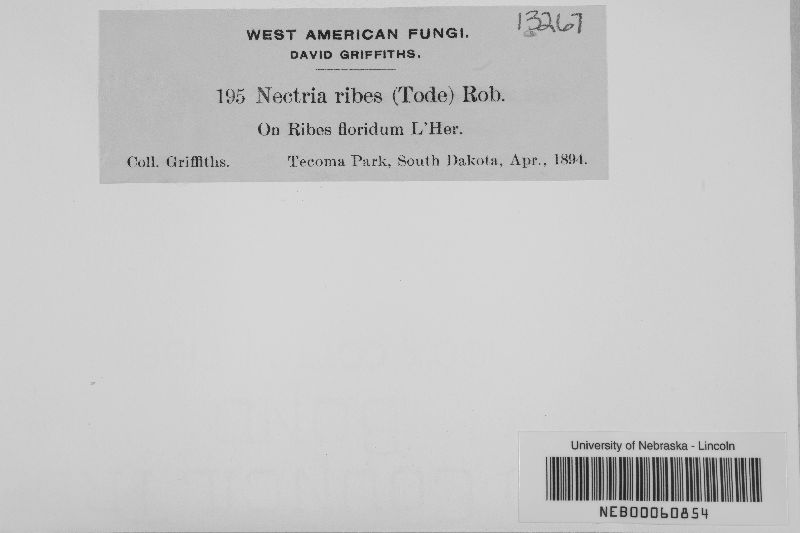 WEST AMERICAN FUNGI.
13267
DAVID GRIFFITHS.
195 Nectria ribes (Tode) Rob.
On Ribes floridum L'Her.
Coll. Griffiths. Tecoma Park, South Dakota, Apr., 1894.
University of Nebraska - Lincoln
NEB00060854